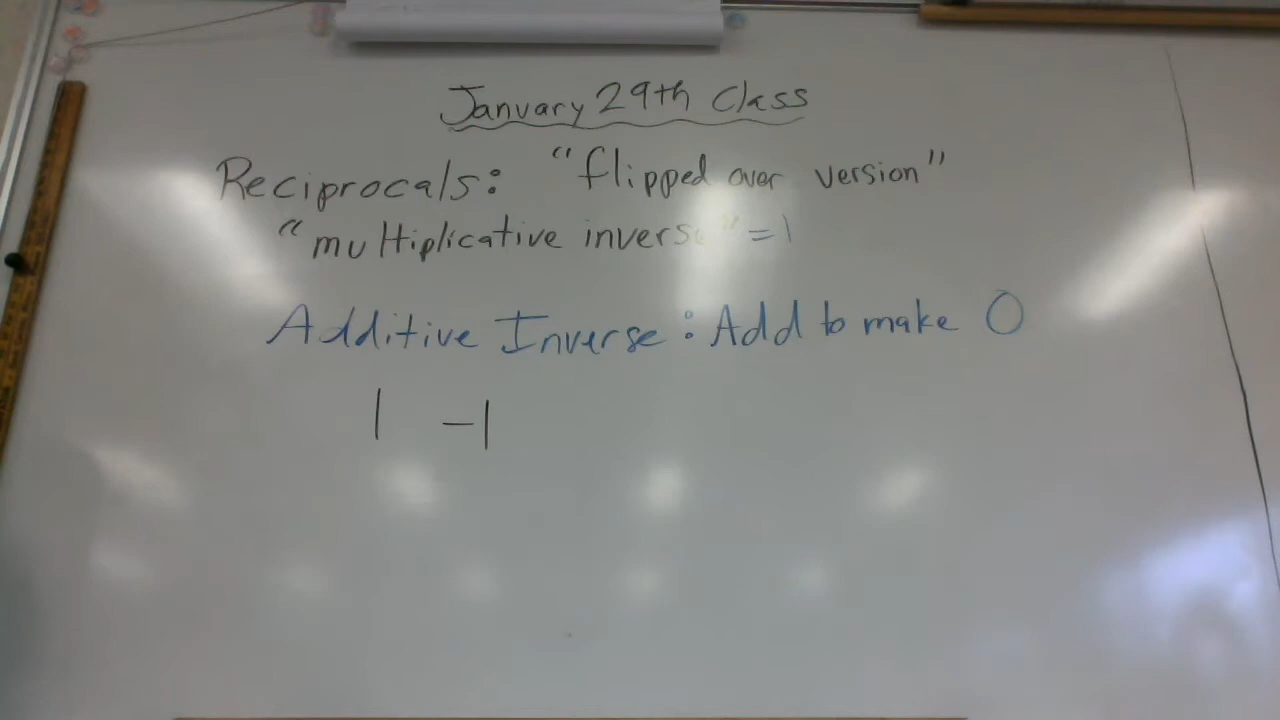 January 29th Class
Reciprocals: "flipped over version"
"multiplicative inverse" = 1
Additive Inverse: Add to make 0
1 -1